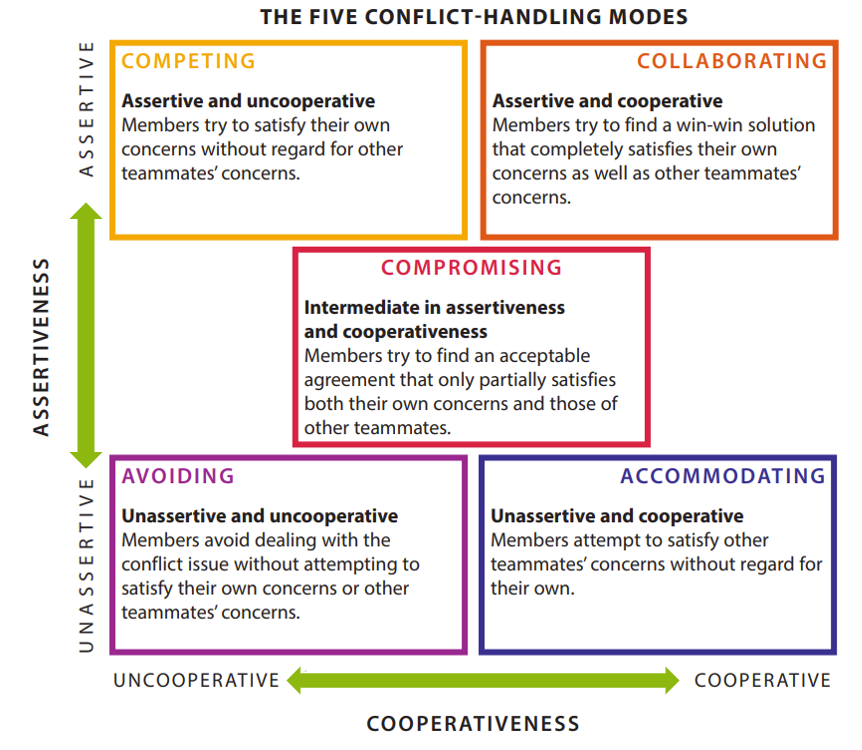 THE FIVE CONFLICT-HANDLING MODES
ASSERTIVE
COMPETING
Assertive and uncooperative
Members try to satisfy their own
concerns without regard for other
teammates’ concerns.
COLLABORATING
Assertive and cooperative
Members try to find a win-win solution
that completely satisfies their own
concerns as well as other teammates’
concerns.
ASSERTIVENESS
COMPROMISING
Intermediate in assertiveness
and cooperativeness
Members try to find an acceptable
agreement that only partially satisfies
both their own concerns and those of
other teammates.
UNASSERTIVE
AVOIDING
Unassertive and uncooperative
Members avoid dealing with the
conflict issue without attempting to
satisfy their own concerns or other
teammates’ concerns.
ACCOMMODATING
Unassertive and cooperative
Members attempt to satisfy other
teammates’ concerns without regard for
their own.
UNCOOPERATIVE
COOPERATIVE
COOPERATIVENESS